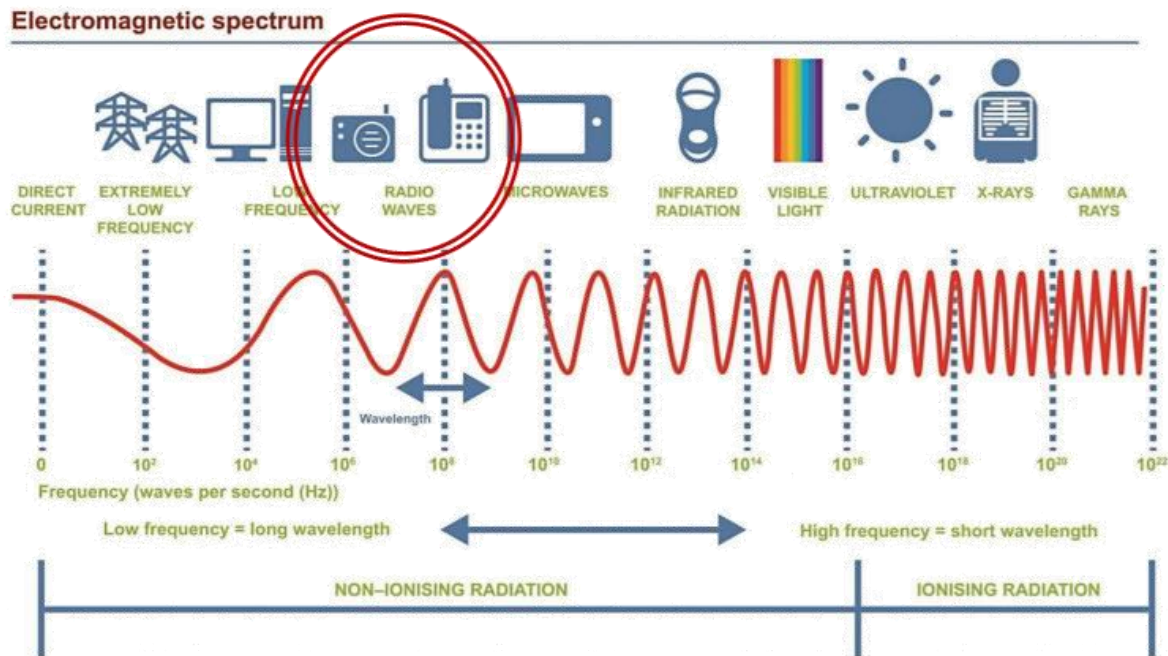 Electromagnetic spectrum
DIRECT CURRENT
EXTREMELY LOW FREQUENCY
LOW FREQUENCY
RADIO WAVES
MICROWAVES
INFRARED RADIATION
VISIBLE LIGHT
ULTRAVIOLET
X-RAYS
GAMMA RAYS
Wavelength
0 10² 10⁴ 10⁶ 10⁸ 10¹⁰ 10¹² 10¹⁴ 10¹⁶ 10¹⁸ 10²⁰ 10²²
Frequency (waves per second (Hz))
Low frequency = long wavelength
High frequency = short wavelength
NON–IONISING RADIATION
IONISING RADIATION